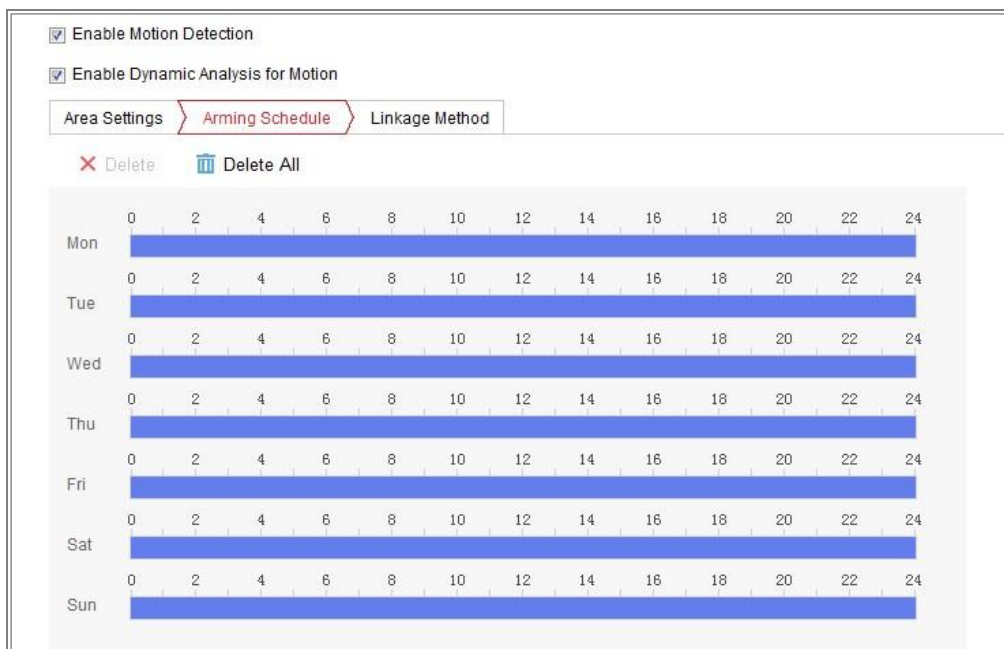 Enable Motion Detection
Enable Dynamic Analysis for Motion
Area Settings Arming Schedule Linkage Method
Delete Delete All
0 2 4 6 8 10 12 14 16 18 20 22 24
Mon
0 2 4 6 8 10 12 14 16 18 20 22 24
Tue
0 2 4 6 8 10 12 14 16 18 20 22 24
Wed
0 2 4 6 8 10 12 14 16 18 20 22 24
Thu
0 2 4 6 8 10 12 14 16 18 20 22 24
Fri
0 2 4 6 8 10 12 14 16 18 20 22 24
Sat
0 2 4 6 8 10 12 14 16 18 20 22 24
Sun